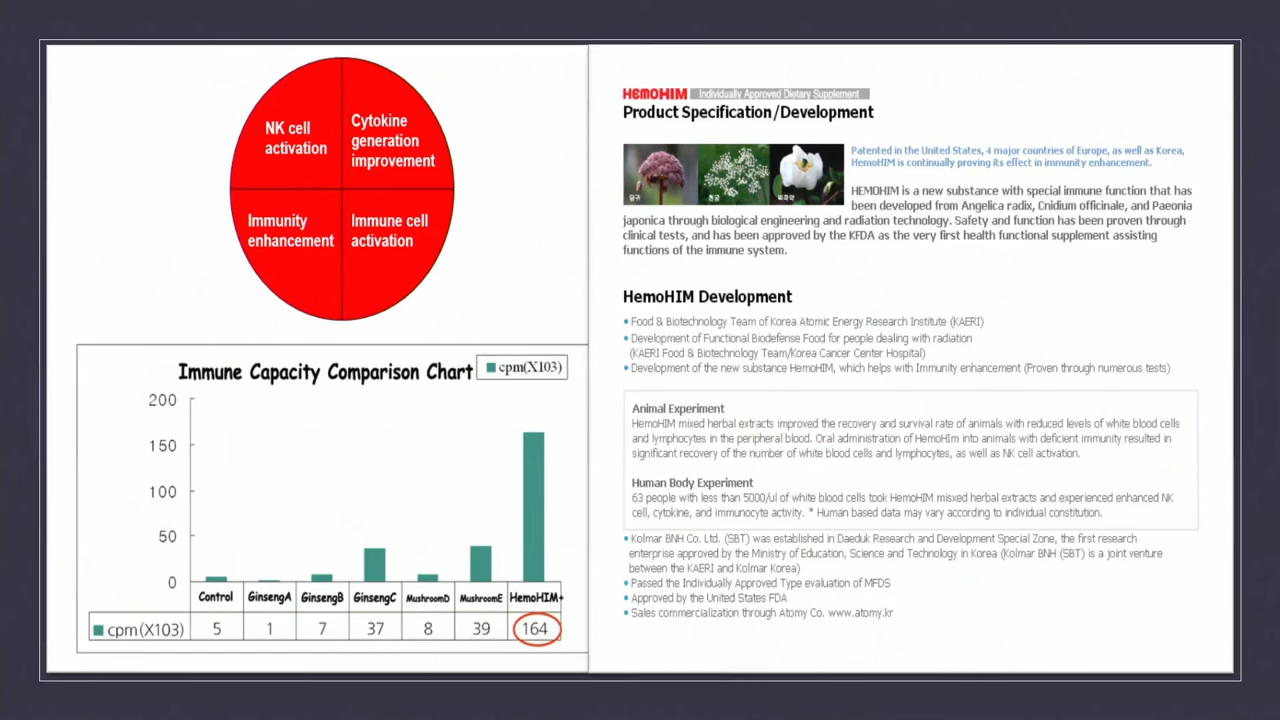 NK cell
activation
Cytokine
generation
improvement
Immunity
enhancement
Immune cell
activation
Immune Capacity Comparison Chart
cpm(X103)
200
150
100
50
0
Control GinsengA GinsengB GinsengC MushroomD MushroomE HemoHIM+
cpm(X103) 5 1 7 37 8 39 164
HEMOHIM Individually Approved Dietary Supplement
Product Specification/Development
당귀 천궁 백작약
Patented in the United States, 4 major countries of Europe, as well as Korea,
HemoHIM is continually proving its effect in immunity enhancement.
HEMOHIM is a new substance with special immune function that has
been developed from Angelica radix, Cnidium officinale, and Paeonia
japonica through biological engineering and radiation technology. Safety and function has been proven through
clinical tests, and has been approved by the KFDA as the very first health functional supplement assisting
functions of the immune system.
HemoHIM Development
• Food & Biotechnology Team of Korea Atomic Energy Research Institute (KAERI)
• Development of Functional Biodefense Food for people dealing with radiation
(KAERI Food & Biotechnology Team/Korea Cancer Center Hospital)
• Development of the new substance HemoHIM, which helps with Immunity enhancement (Proven through numerous tests)
Animal Experiment
HemoHIM mixed herbal extracts improved the recovery and survival rate of animals with reduced levels of white blood cells
and lymphocytes in the peripheral blood. Oral administration of HemoHIm into animals with deficient immunity resulted in
significant recovery of the number of white blood cells and lymphocytes, as well as NK cell activation.
Human Body Experiment
63 people with less than 5000/ul of white blood cells took HemoHIM misxed herbal extracts and experienced enhanced NK
cell, cytokine, and immunocyte activity. * Human based data may vary according to individual constitution.
• Kolmar BNH Co. Ltd. (SBT) was established in Daeduk Research and Development Special Zone, the first research
enterprise approved by the Ministry of Education, Science and Technology in Korea (Kolmar BNH (SBT) is a joint venture
between the KAERI and Kolmar Korea)
• Passed the Individually Approved Type evaluation of MFDS
• Approved by the United States FDA
• Sales commercialization through Atomy Co. www.atomy.kr